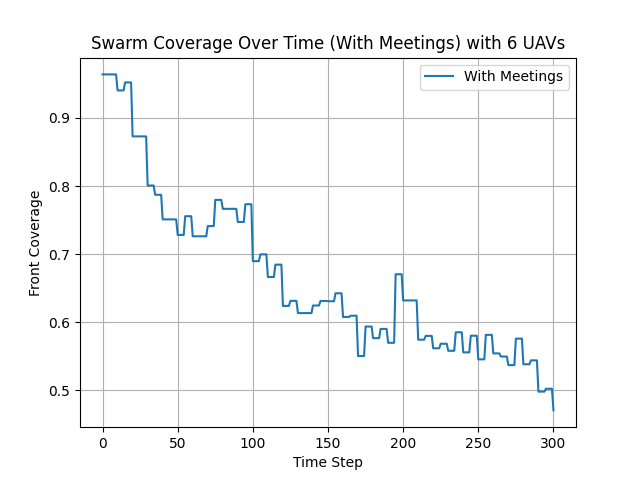 Swarm Coverage Over Time (With Meetings) with 6 UAVs
With Meetings
0.9
0.8
0.7
0.6
0.5
Front Coverage
0 50 100 150 200 250 300
Time Step